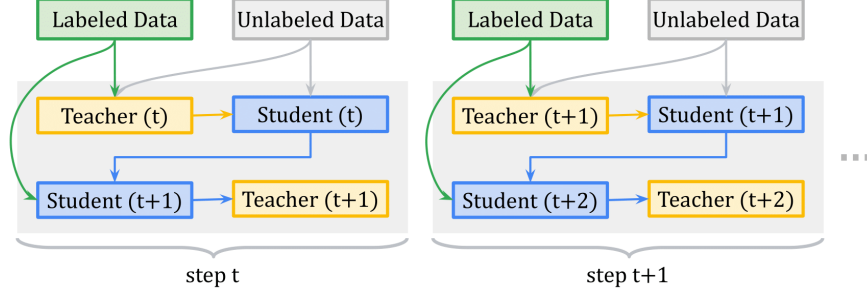 Labeled Data
Unlabeled Data
Labeled Data
Unlabeled Data
Teacher (t)
Student (t)
Teacher (t+1)
Student (t+1)
...
Student (t+1)
Teacher (t+1)
Student (t+2)
Teacher (t+2)
step t
step t+1